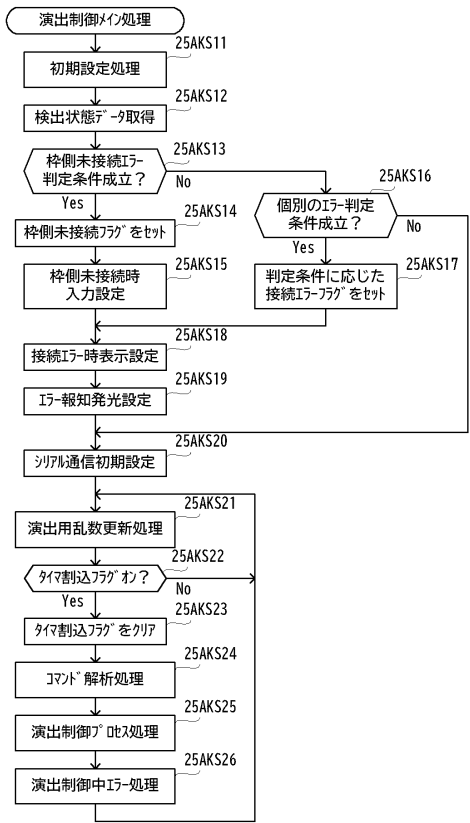 演出制御ﾒｲﾝ処理
25AKS11
初期設定処理
25AKS12
検出状態ﾃﾞｰﾀ取得
25AKS13
枠側未接続ｴﾗｰ
判定条件成立？
No
Yes
25AKS16
個別のｴﾗｰ判定
条件成立？
No
Yes
25AKS14
枠側未接続ﾌﾗｸﾞをｾｯﾄ
25AKS15
枠側未接続時
入力設定
25AKS17
判定条件に応じた
接続ｴﾗｰﾌﾗｸﾞをｾｯﾄ
25AKS18
接続ｴﾗｰ時表示設定
25AKS19
ｴﾗｰ報知発光設定
25AKS20
ｼﾘｱﾙ通信初期設定
25AKS21
演出用乱数更新処理
25AKS22
ﾀｲﾏ割込ﾌﾗｸﾞオン？
No
Yes
25AKS23
ﾀｲﾏ割込ﾌﾗｸﾞをｸﾘｱ
25AKS24
ｺﾏﾝﾄﾞ解析処理
25AKS25
演出制御ﾌﾟﾛｾｽ処理
25AKS26
演出制御中ｴﾗｰ処理